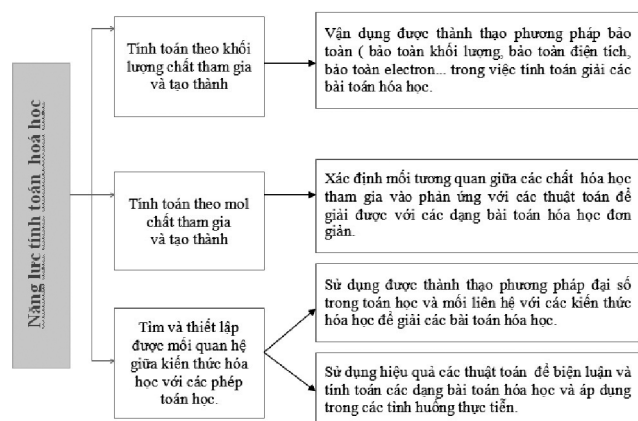 Năng lực tính toán hoá học
Tính toán theo khối
lượng chất tham gia
và tạo thành
Vận dụng được thành thạo phương pháp bảo
toàn ( bảo toàn khối lượng, bảo toàn điện tích,
bảo toàn electron... trong việc tính toán giải các
bài toán hóa học.
Tính toán theo mol
chất tham gia
và tạo thành
Xác định mối tương quan giữa các chất hóa học
tham gia vào phản ứng với các thuật toán để
giải được với các dạng bài toán hóa học đơn
giản.
Tìm và thiết lập
được mối quan hệ
giữa kiến thức hóa
học với các phép
toán học.
Sử dụng được thành thạo phương pháp đại số
trong toán học và mối liên hệ với các kiến thức
hóa học để giải các bài toán hóa học.
Sử dụng hiệu quả các thuật toán để biện luận và
tính toán các dạng bài toán hóa học và áp dụng
trong các tình huống thực tiễn.